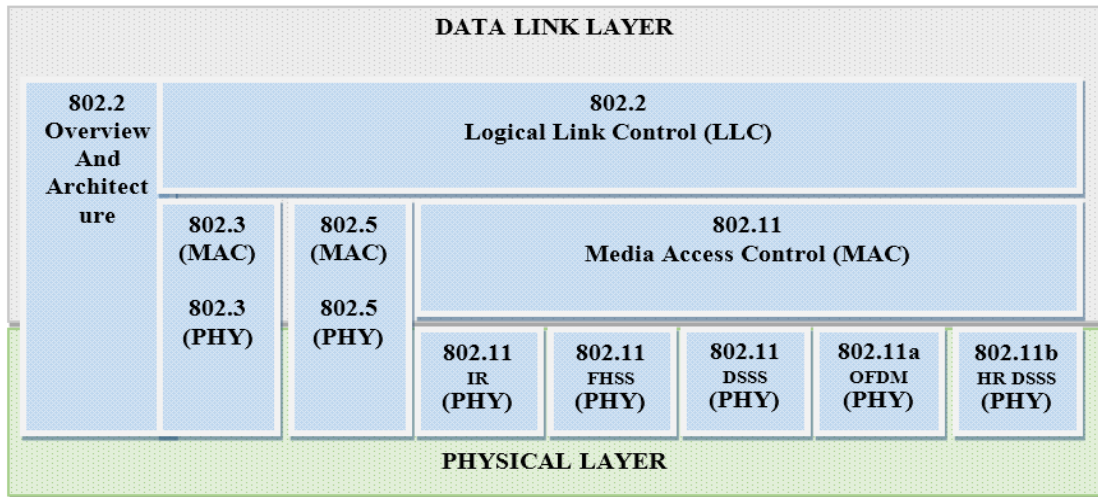 DATA LINK LAYER
802.2
Overview
And
Architect
ure
802.2
Logical Link Control (LLC)
802.3
(MAC)
802.3
(PHY)
802.5
(MAC)
802.5
(PHY)
802.11
Media Access Control (MAC)
802.11
IR
(PHY)
802.11
FHSS
(PHY)
802.11
DSSS
(PHY)
802.11a
OFDM
(PHY)
802.11b
HR DSSS
(PHY)
PHYSICAL LAYER